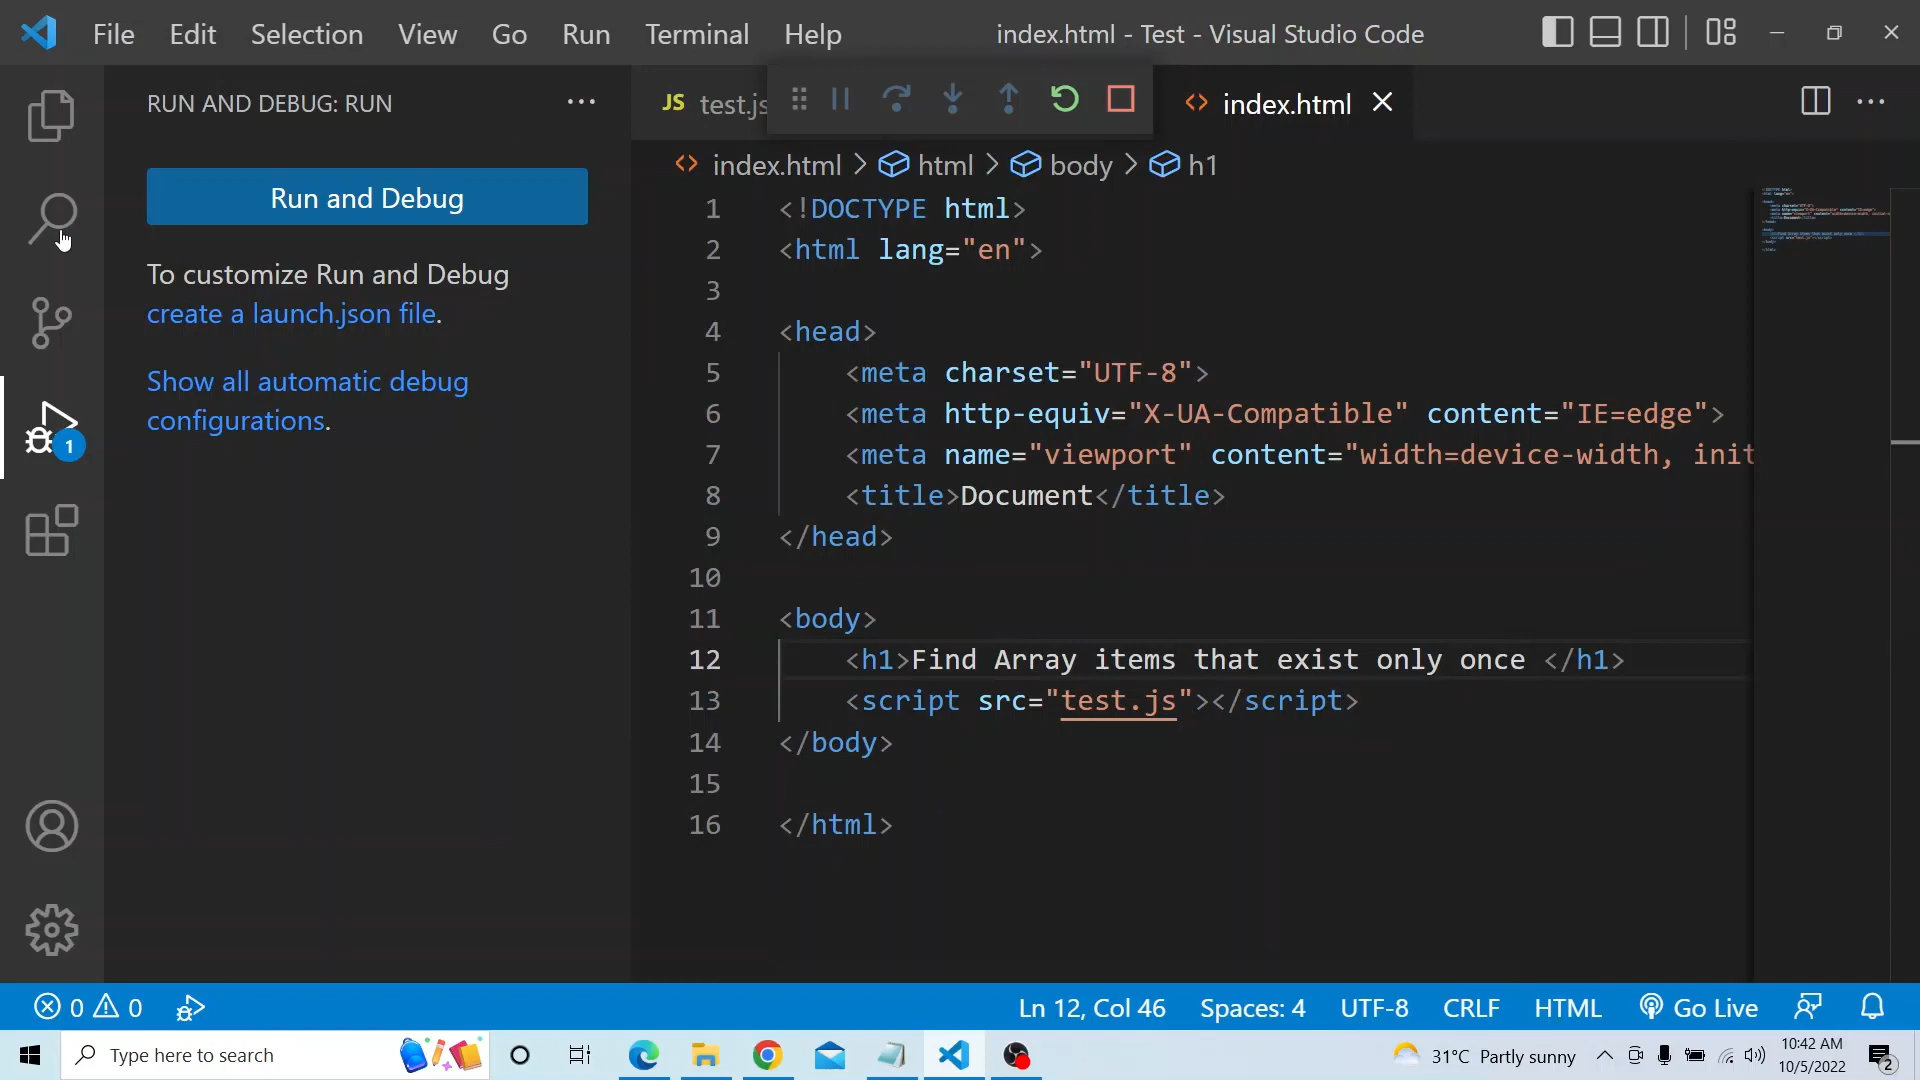 File Edit Selection View Go Run Terminal Help
index.html - Test - Visual Studio Code
RUN AND DEBUG: RUN
Run and Debug
To customize Run and Debug
create a launch.json file.
Show all automatic debug
configurations.
1
JS test.js
<> index.html
<> index.html > html > body > h1
1 <!DOCTYPE html>
2 <html lang="en">
3
4 <head>
5 <meta charset="UTF-8">
6 <meta http-equiv="X-UA-Compatible" content="IE=edge">
7 <meta name="viewport" content="width=device-width, init
8 <title>Document</title>
9 </head>
10
11 <body>
12 <h1>Find Array items that exist only once </h1>
13 <script src="test.js"></script>
14 </body>
15
16 </html>
0 0
Ln 12, Col 46 Spaces: 4 UTF-8 CRLF HTML Go Live
Type here to search
31°C Partly sunny
10:42 AM
10/5/2022
2